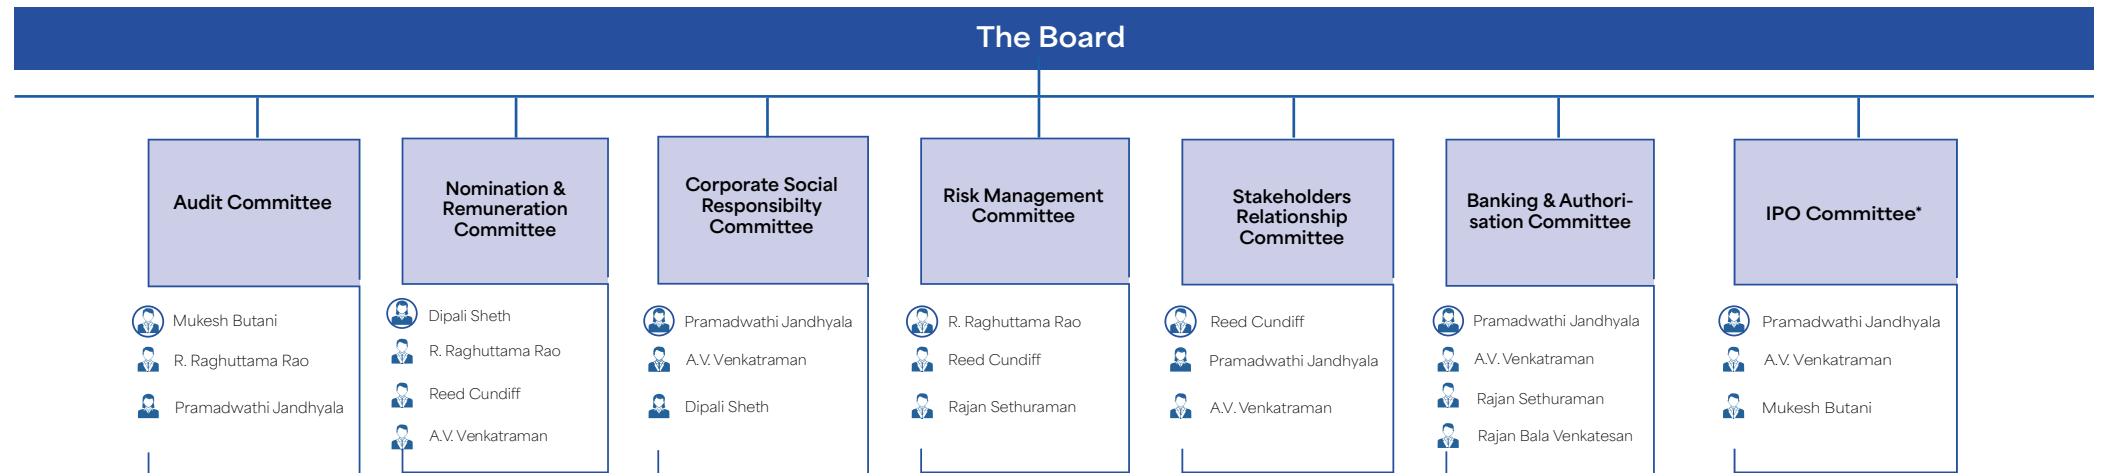 The Board
Audit Committee
Mukesh Butani
R. Raghuttama Rao
Pramadwathi Jandhyala
Nomination &
Remuneration
Committee
Dipali Sheth
R. Raghuttama Rao
Reed Cundiff
A.V. Venkatraman
Corporate Social
Responsibilty
Committee
Pramadwathi Jandhyala
A.V. Venkatraman
Dipali Sheth
Risk Management
Committee
R. Raghuttama Rao
Reed Cundiff
Rajan Sethuraman
Stakeholders
Relationship
Committee
Reed Cundiff
Pramadwathi Jandhyala
A.V. Venkatraman
Banking & Authori-
sation Committee
Pramadwathi Jandhyala
A.V. Venkatraman
Rajan Sethuraman
Rajan Bala Venkatesan
IPO Committee*
Pramadwathi Jandhyala
A.V. Venkatraman
Mukesh Butani